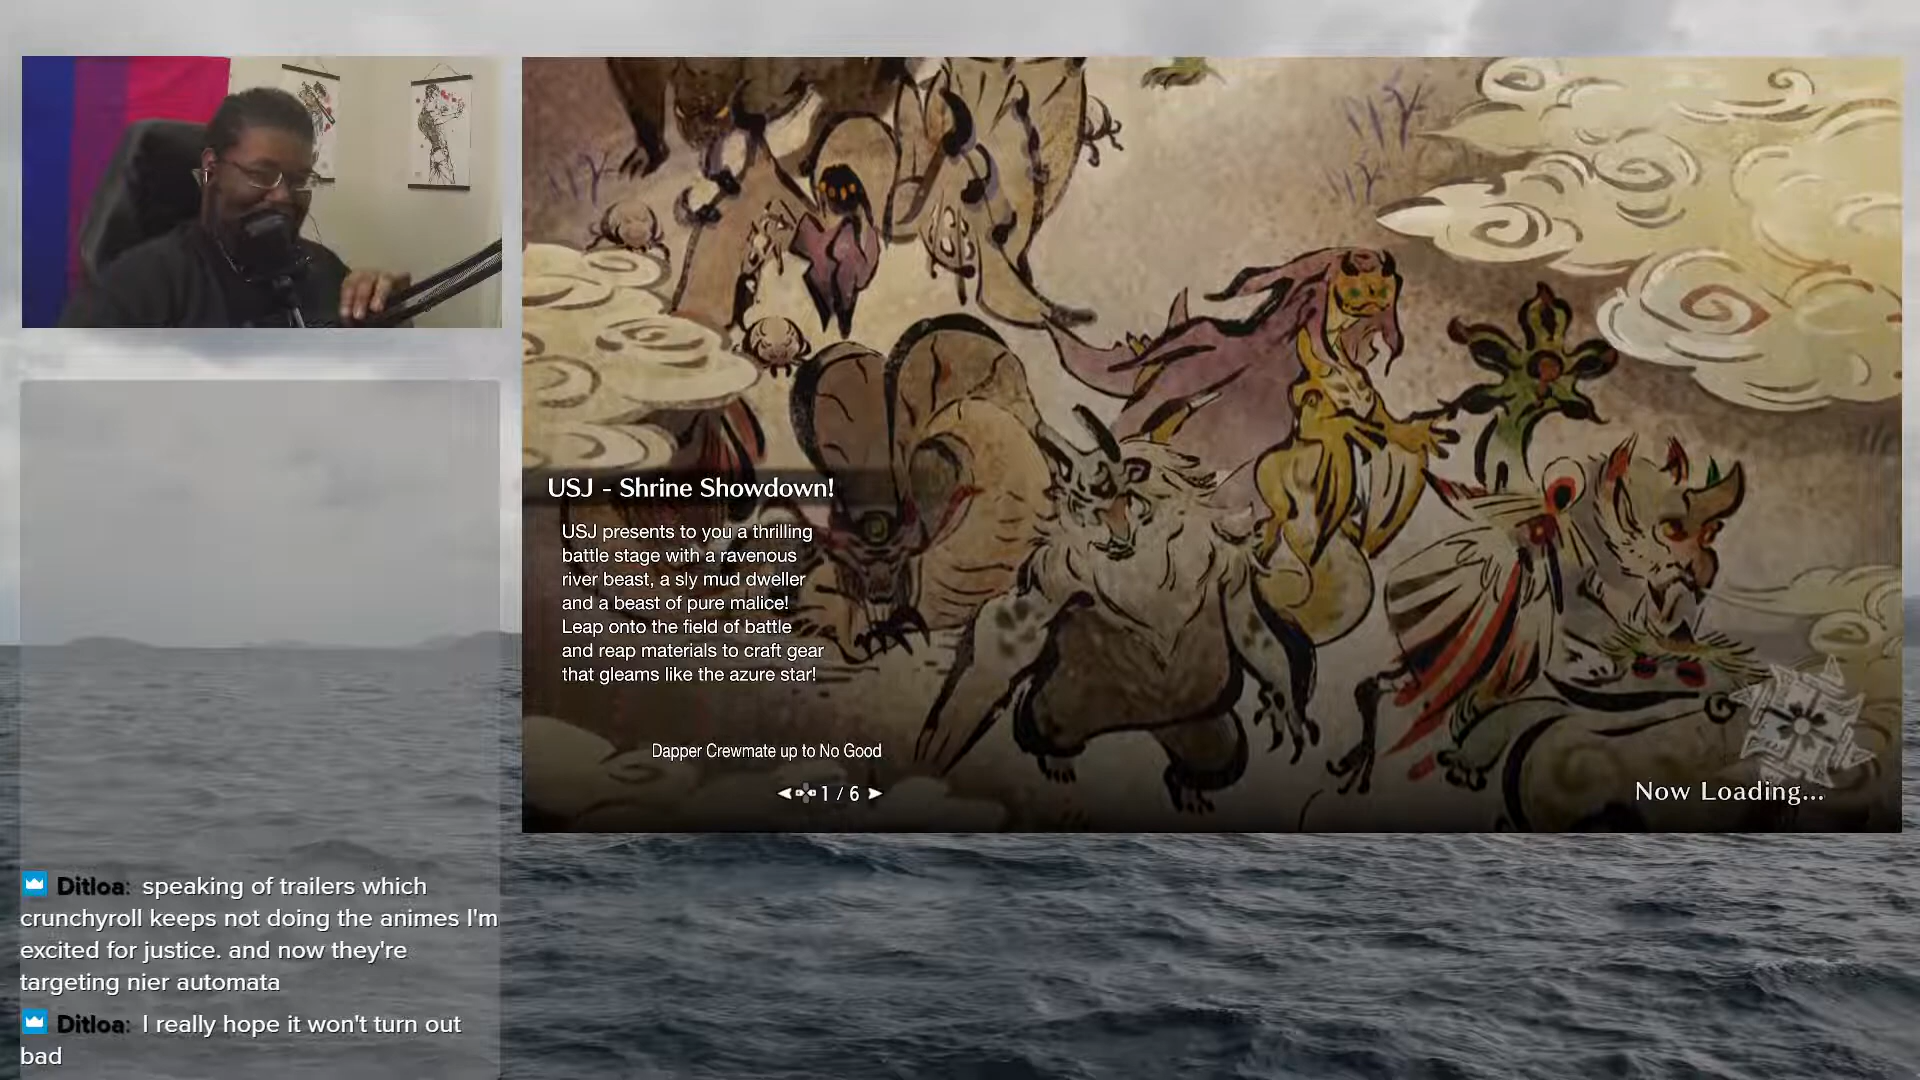 USJ - Shrine Showdown!
USJ presents to you a thrilling
battle stage with a ravenous
river beast, a sly mud dweller
and a beast of pure malice!
Leap onto the field of battle
and reap materials to craft gear
that gleams like the azure star!
Dapper Crewmate up to No Good
1 / 6
Now Loading...
Ditloa: speaking of trailers which
crunchyroll keeps not doing the animes I'm
excited for justice. and now they're
targeting nier automata
Ditloa: I really hope it won't turn out
bad